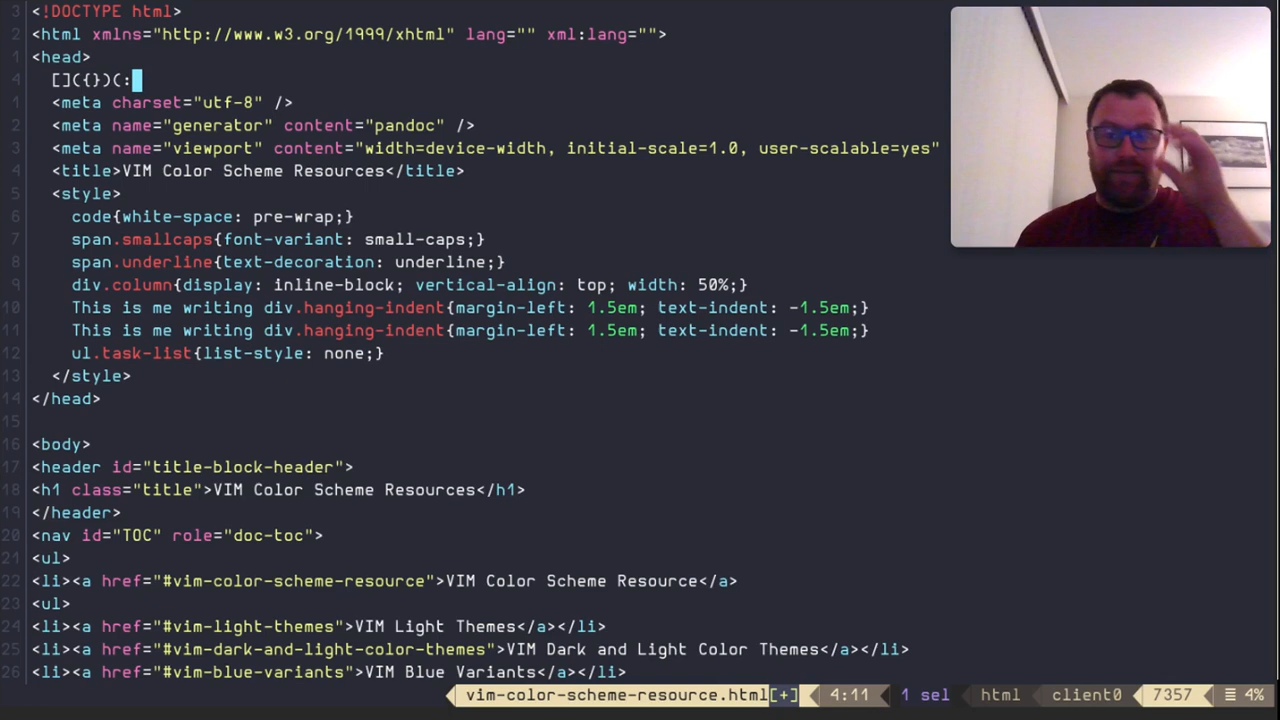 3 <!DOCTYPE html>
2 <html xmlns="http://www.w3.org/1999/xhtml" lang="" xml:lang="">
1 <head>
4 []({})(:
1 <meta charset="utf-8" />
2 <meta name="generator" content="pandoc" />
3 <meta name="viewport" content="width=device-width, initial-scale=1.0, user-scalable=yes"
4 <title>VIM Color Scheme Resources</title>
5 <style>
6 code{white-space: pre-wrap;}
7 span.smallcaps{font-variant: small-caps;}
8 span.underline{text-decoration: underline;}
9 div.column{display: inline-block; vertical-align: top; width: 50%;}
10 This is me writing div.hanging-indent{margin-left: 1.5em; text-indent: -1.5em;}
11 This is me writing div.hanging-indent{margin-left: 1.5em; text-indent: -1.5em;}
12 ul.task-list{list-style: none;}
13 </style>
14 </head>
15
16 <body>
17 <header id="title-block-header">
18 <h1 class="title">VIM Color Scheme Resources</h1>
19 </header>
20 <nav id="TOC" role="doc-toc">
21 <ul>
22 <li><a href="#vim-color-scheme-resource">VIM Color Scheme Resource</a>
23 <ul>
24 <li><a href="#vim-light-themes">VIM Light Themes</a></li>
25 <li><a href="#vim-dark-and-light-color-themes">VIM Dark and Light Color Themes</a></li>
26 <li><a href="#vim-blue-variants">VIM Blue Variants</a></li>
vim-color-scheme-resource.html[+] 4:11 1 sel html client0 7357 ≡ 4%